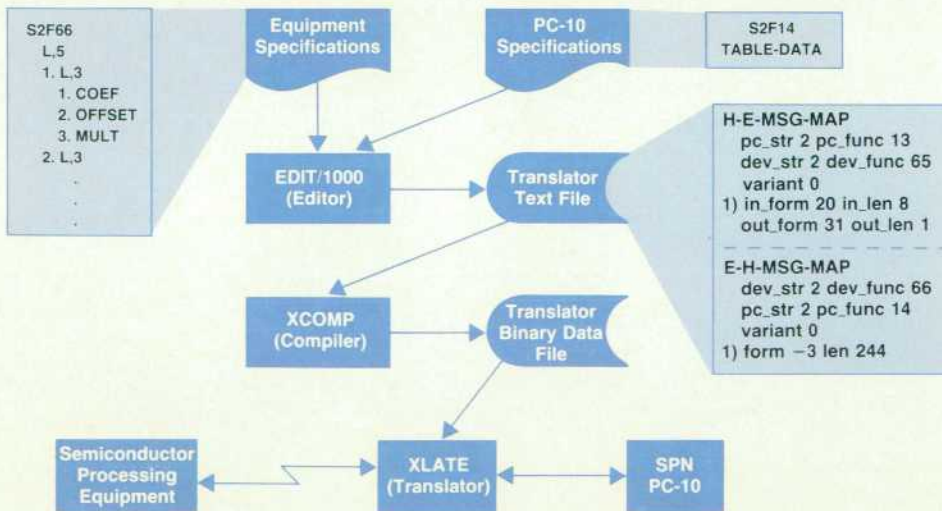 S2F66
L,5
1. L,3
1. COEF
2. OFFSET
3. MULT
2. L,3
.
.
.
Equipment
Specifications
PC-10
Specifications
S2F14
TABLE-DATA
EDIT/1000
(Editor)
Translator
Text File
H-E-MSG-MAP
pc_str 2 pc_func 13
dev_str 2 dev_func 65
variant 0
1) in_form 20 in_len 8
out_form 31 out_len 1
E-H-MSG-MAP
dev_str 2 dev_func 66
pc_str 2 pc_func 14
variant 0
1) form −3 len 244
XCOMP
(Compiler)
Translator
Binary Data
File
Semiconductor
Processing
Equipment
XLATE
(Translator)
SPN
PC-10